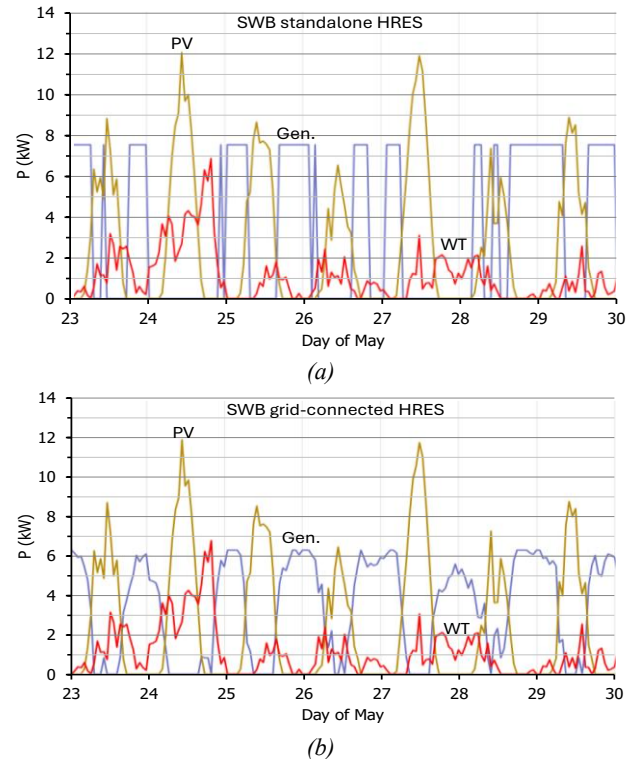 SWB standalone HRES
14
12
10
8
6
4
2
0
P (kW)
PV
Gen.
WT
23 24 25 26 27 28 29 30
Day of May
(a)
SWB grid-connected HRES
14
12
10
8
6
4
2
0
P (kW)
PV
Gen.
WT
23 24 25 26 27 28 29 30
Day of May
(b)